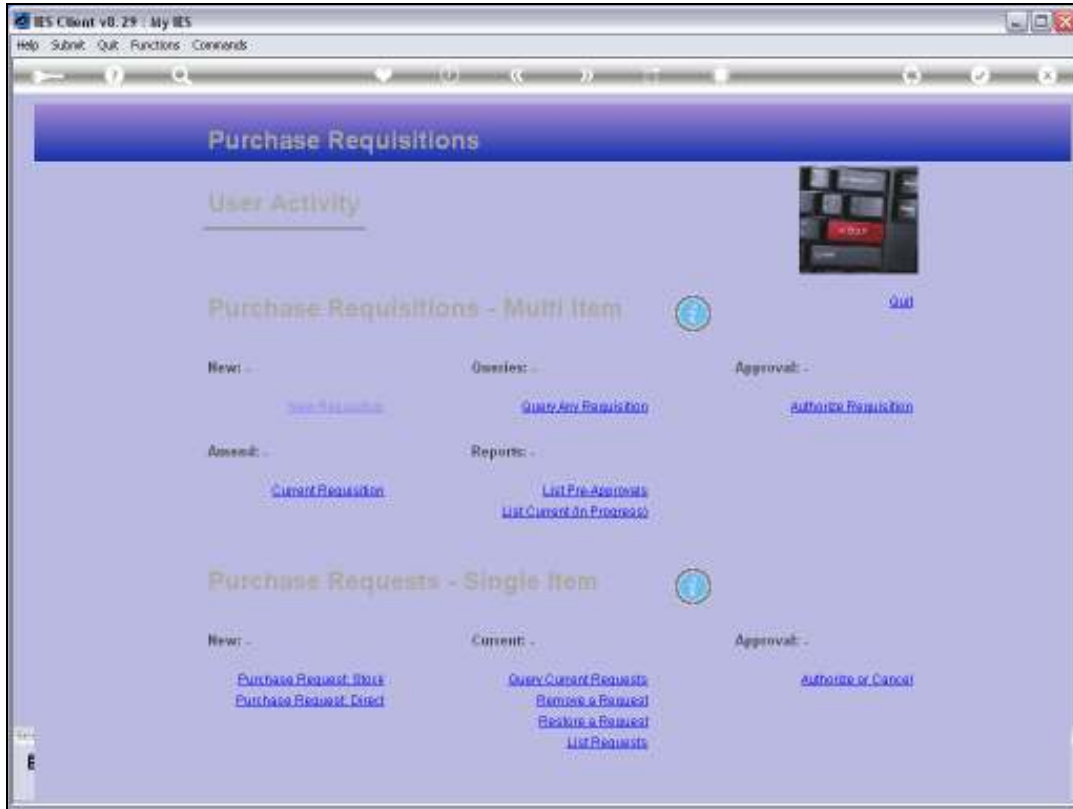 IES Client v0.29 : My IES
Help Submit Quit Functions Commands
Purchase Requisitions
User Activity
Purchase Requisitions - Multi Item
Quit
New: - Queries: - Approval: -
New Requisition Query Any Requisition Authorize Requisition
Amend: - Reports: -
Current Requisition List Pre-Approvals
List Current (In Progress)
Purchase Requests - Single Item
New: - Current: - Approval: -
Purchase Request: Stock Query Current Requests Authorize or Cancel
Purchase Request: Direct Remove a Request
Restore a Request
List Requests